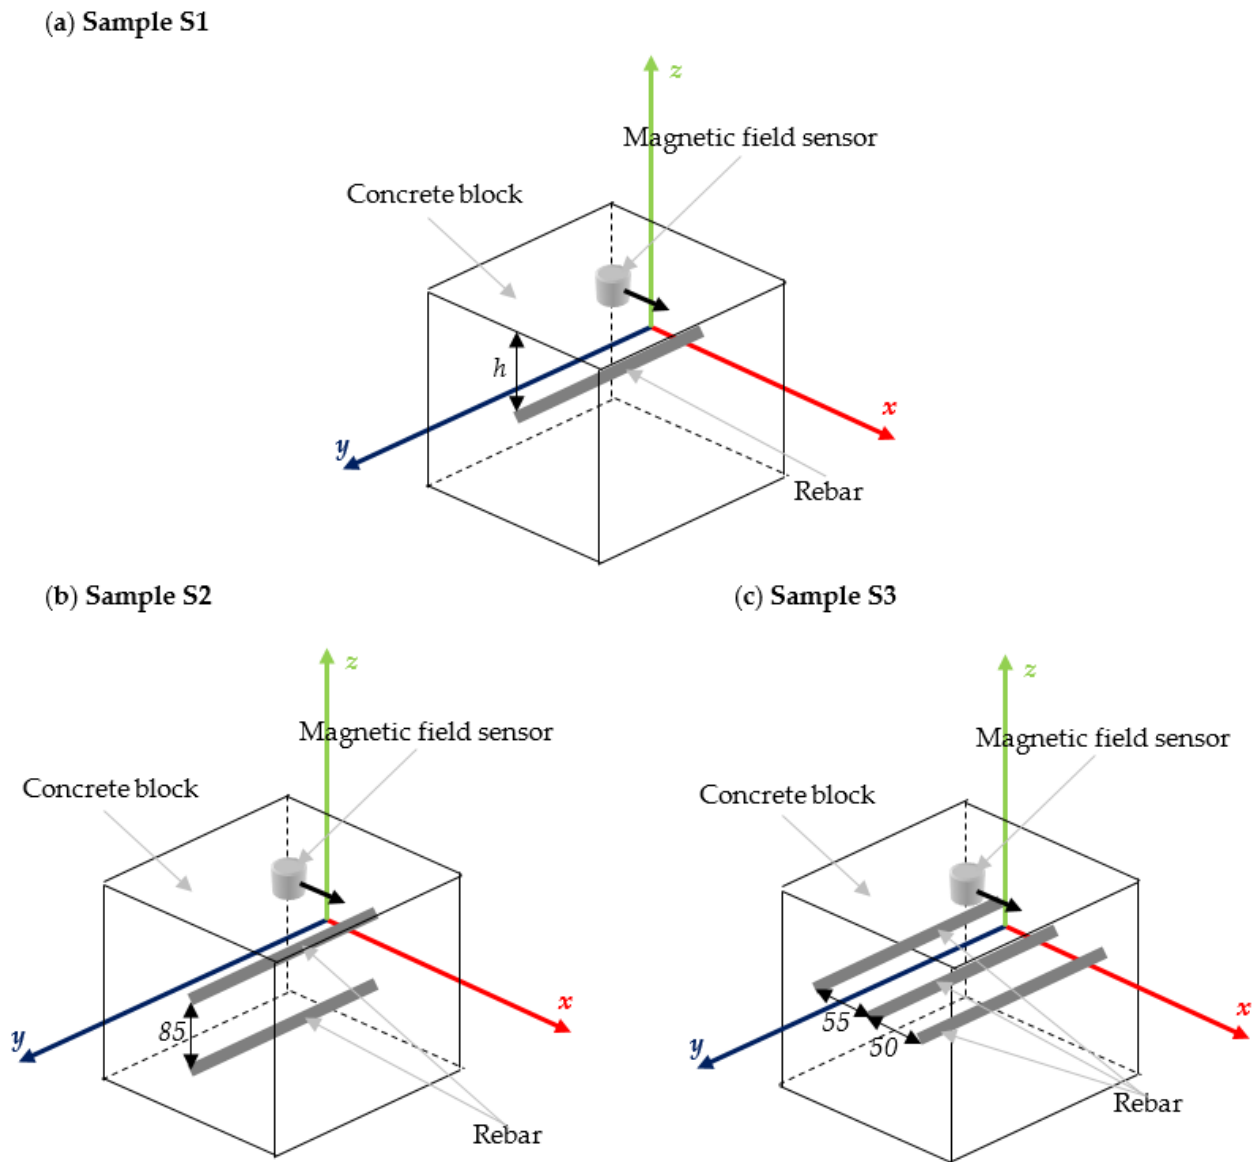 (a) Sample S1
z
Magnetic field sensor
Concrete block
h
x
y
Rebar
(b) Sample S2
z
Magnetic field sensor
Concrete block
x
85
y
Rebar
(c) Sample S3
z
Magnetic field sensor
Concrete block
x
55
50
y
Rebar